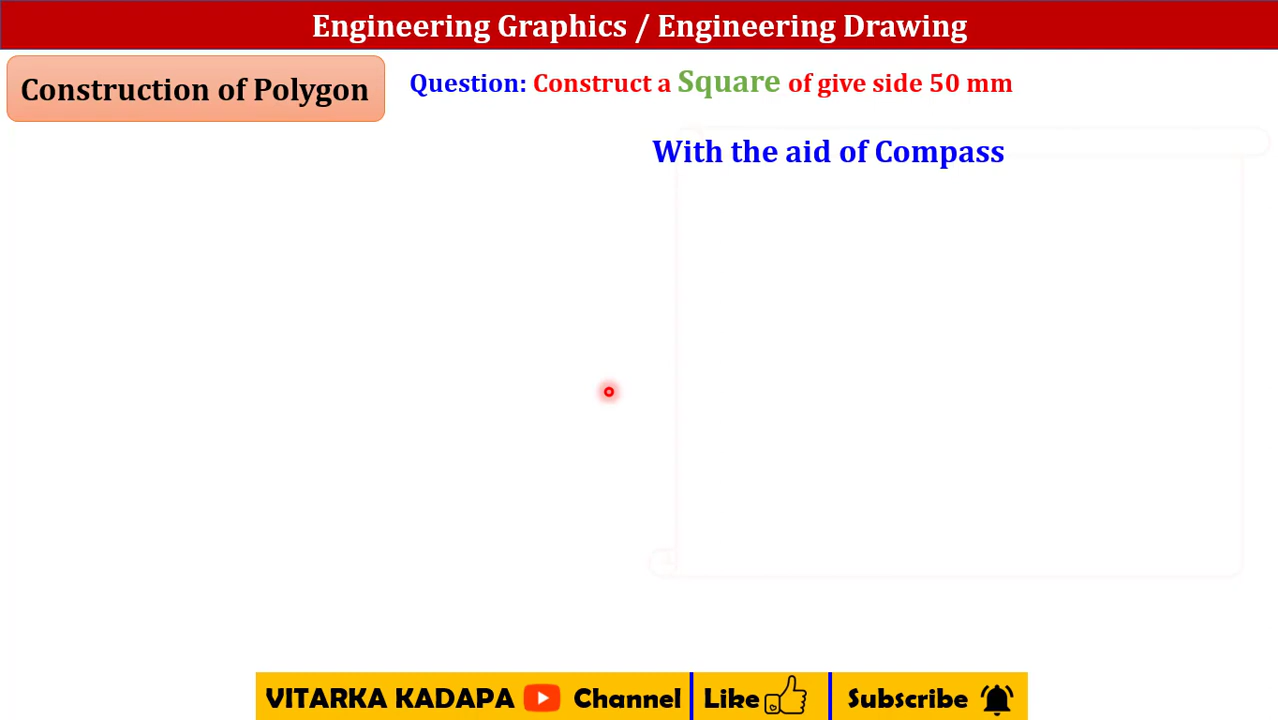 Engineering Graphics / Engineering Drawing
Construction of Polygon
Question: Construct a Square of give side 50 mm
With the aid of Compass
VITARKA KADAPA Channel Like Subscribe